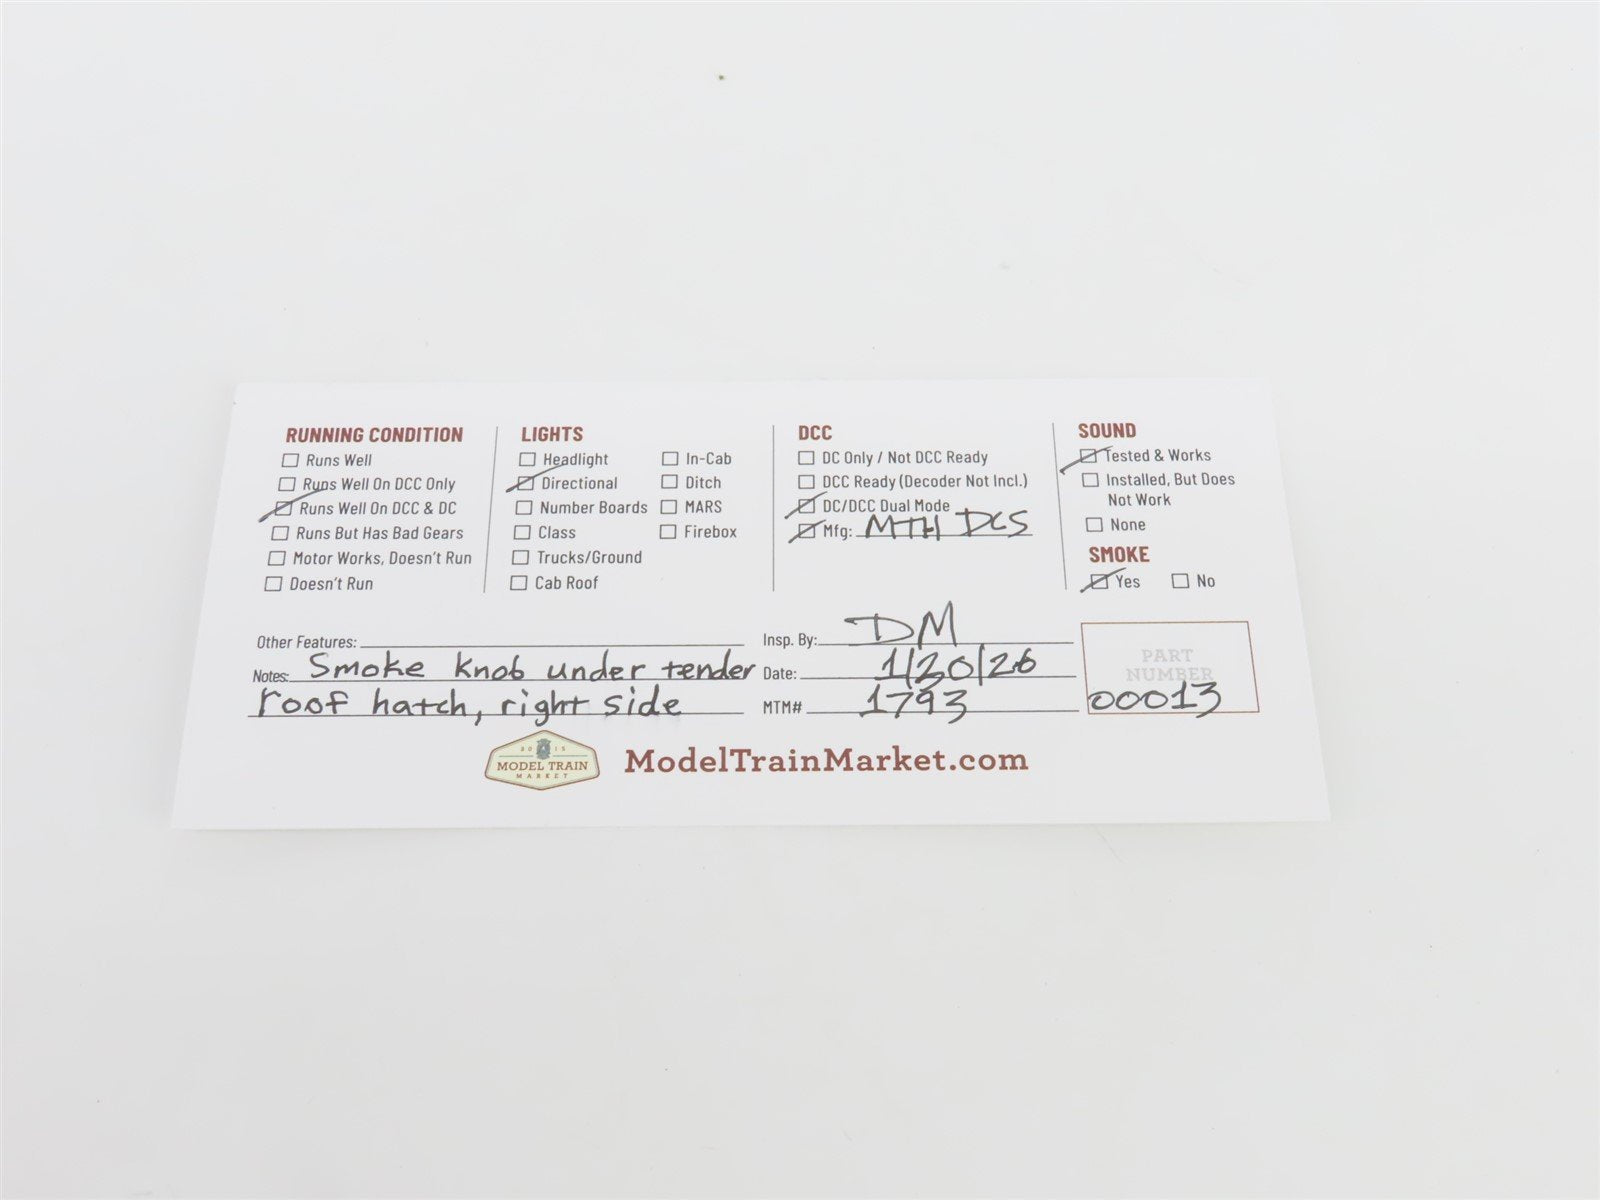 RUNNING CONDITION
Runs Well
Runs Well On DCC Only
Runs Well On DCC & DC
Runs But Has Bad Gears
Motor Works, Doesn't Run
Doesn't Run
LIGHTS
Headlight
Directional
Number Boards
Class
Trucks/Ground
Cab Roof
In-Cab
Ditch
MARS
Firebox
DCC
DC Only / Not DCC Ready
DCC Ready (Decoder Not Incl.)
DC/DCC Dual Mode
Mfg: MTH DCS
SOUND
Tested & Works
Installed, But Does
Not Work
None
SMOKE
Yes No
Other Features:
Notes: Smoke knob under tender
roof hatch, right side
Insp. By: DM
Date: 1/20/26
MTM# 1793
PART
NUMBER
00013
2015
MODEL TRAIN
MARKET
ModelTrainMarket.com